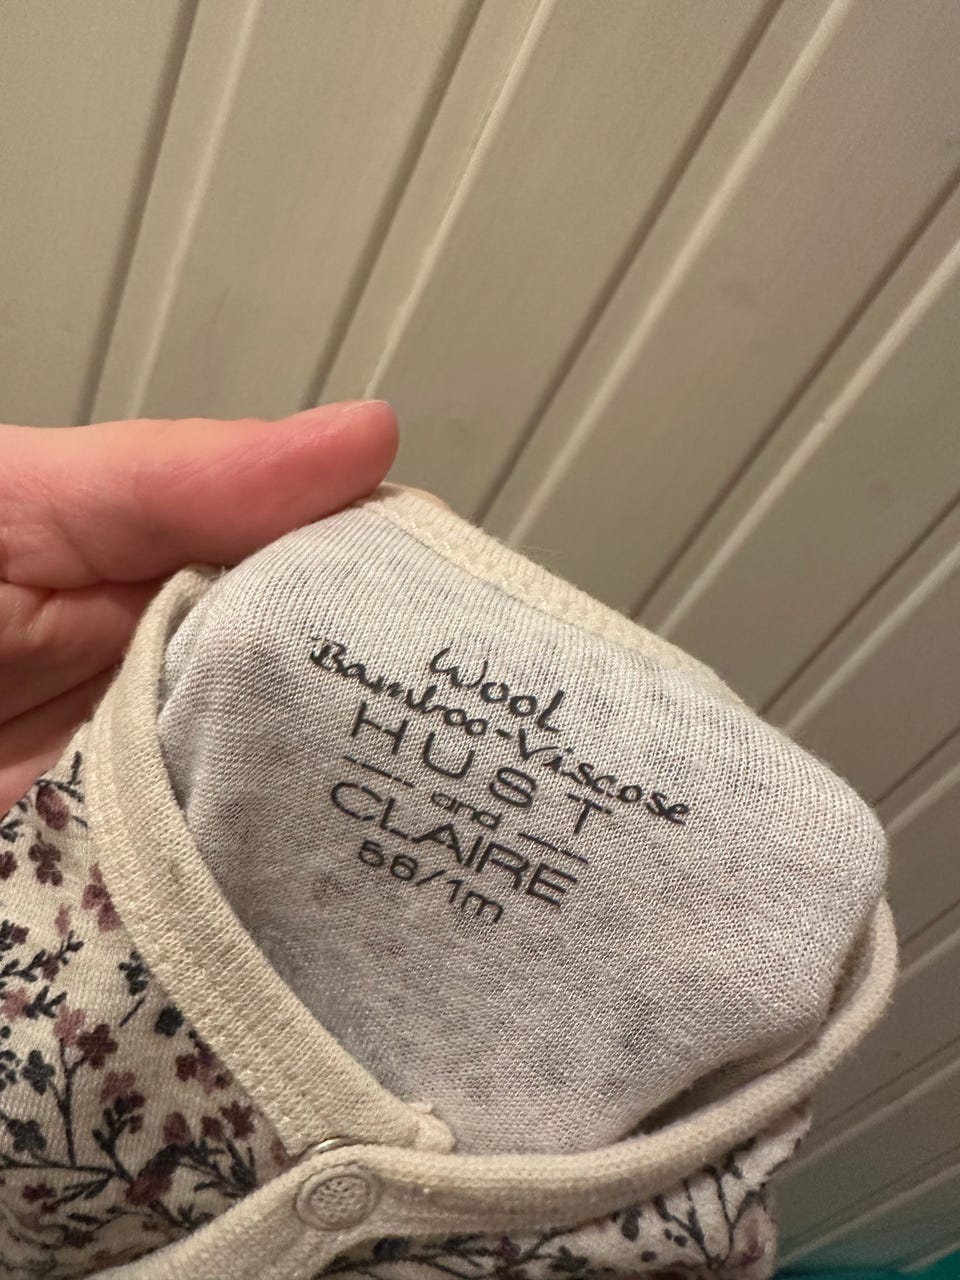 Wool
Bamboo-Viscose
HUST
and
CLAIRE
56/1m